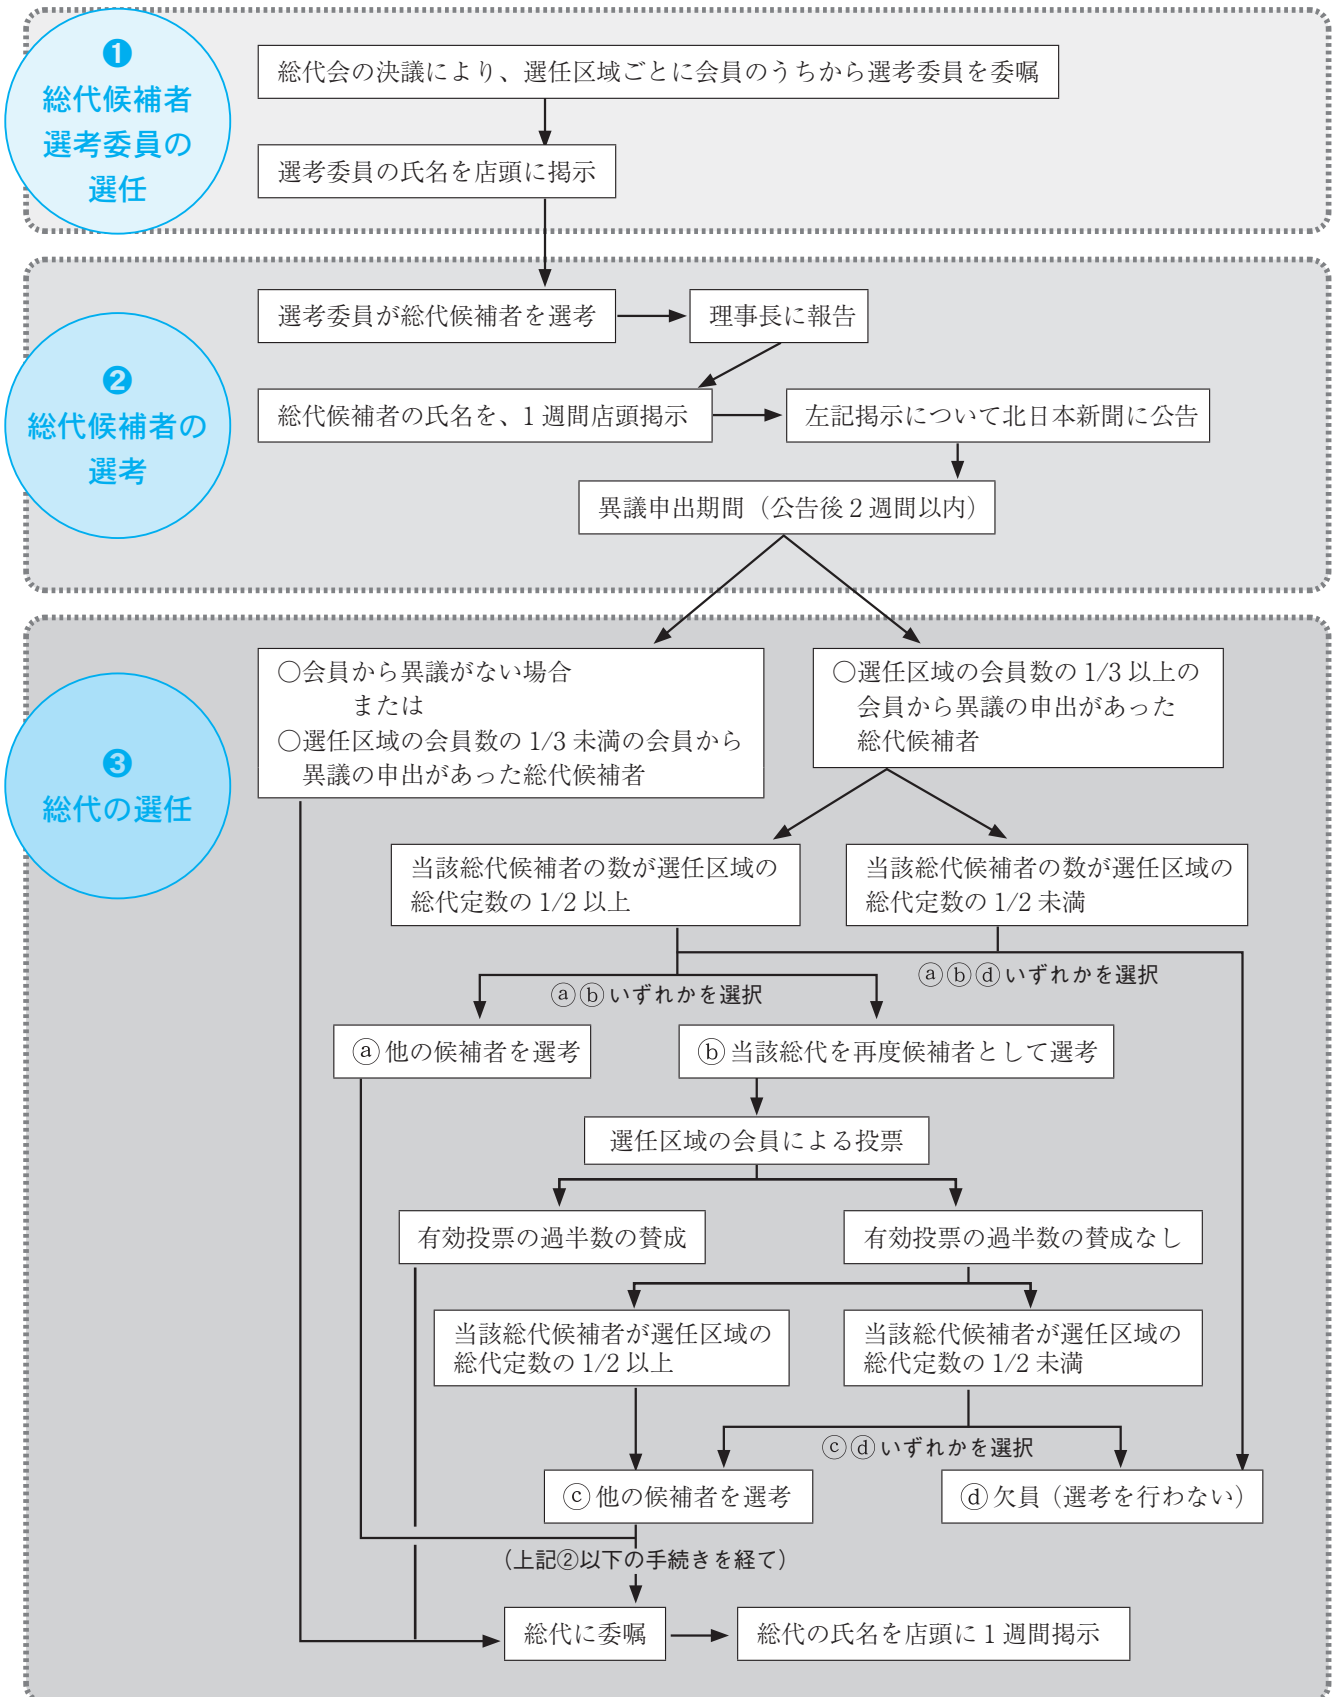 ❶
総代候補者
選考委員の
選任
総代会の決議により、選任区域ごとに会員のうちから選考委員を委嘱
選考委員の氏名を店頭に掲示
❷
総代候補者の
選考
選考委員が総代候補者を選考
理事長に報告
総代候補者の氏名を、1週間店頭掲示
左記掲示について北日本新聞に公告
異議申出期間（公告後2週間以内）
❸
総代の選任
○会員から異議がない場合
または
○選任区域の会員数の1/3未満の会員から
異議の申出があった総代候補者
○選任区域の会員数の1/3以上の
会員から異議の申出があった
総代候補者
当該総代候補者の数が選任区域の
総代定数の1/2以上
当該総代候補者の数が選任区域の
総代定数の1/2未満
ⓐⓑいずれかを選択
ⓐⓑⓓいずれかを選択
ⓐ他の候補者を選考
ⓑ当該総代を再度候補者として選考
選任区域の会員による投票
有効投票の過半数の賛成
有効投票の過半数の賛成なし
当該総代候補者が選任区域の
総代定数の1/2以上
当該総代候補者が選任区域の
総代定数の1/2未満
ⓒⓓいずれかを選択
ⓒ他の候補者を選考
ⓓ欠員（選考を行わない）
（上記②以下の手続きを経て）
総代に委嘱
総代の氏名を店頭に1週間掲示